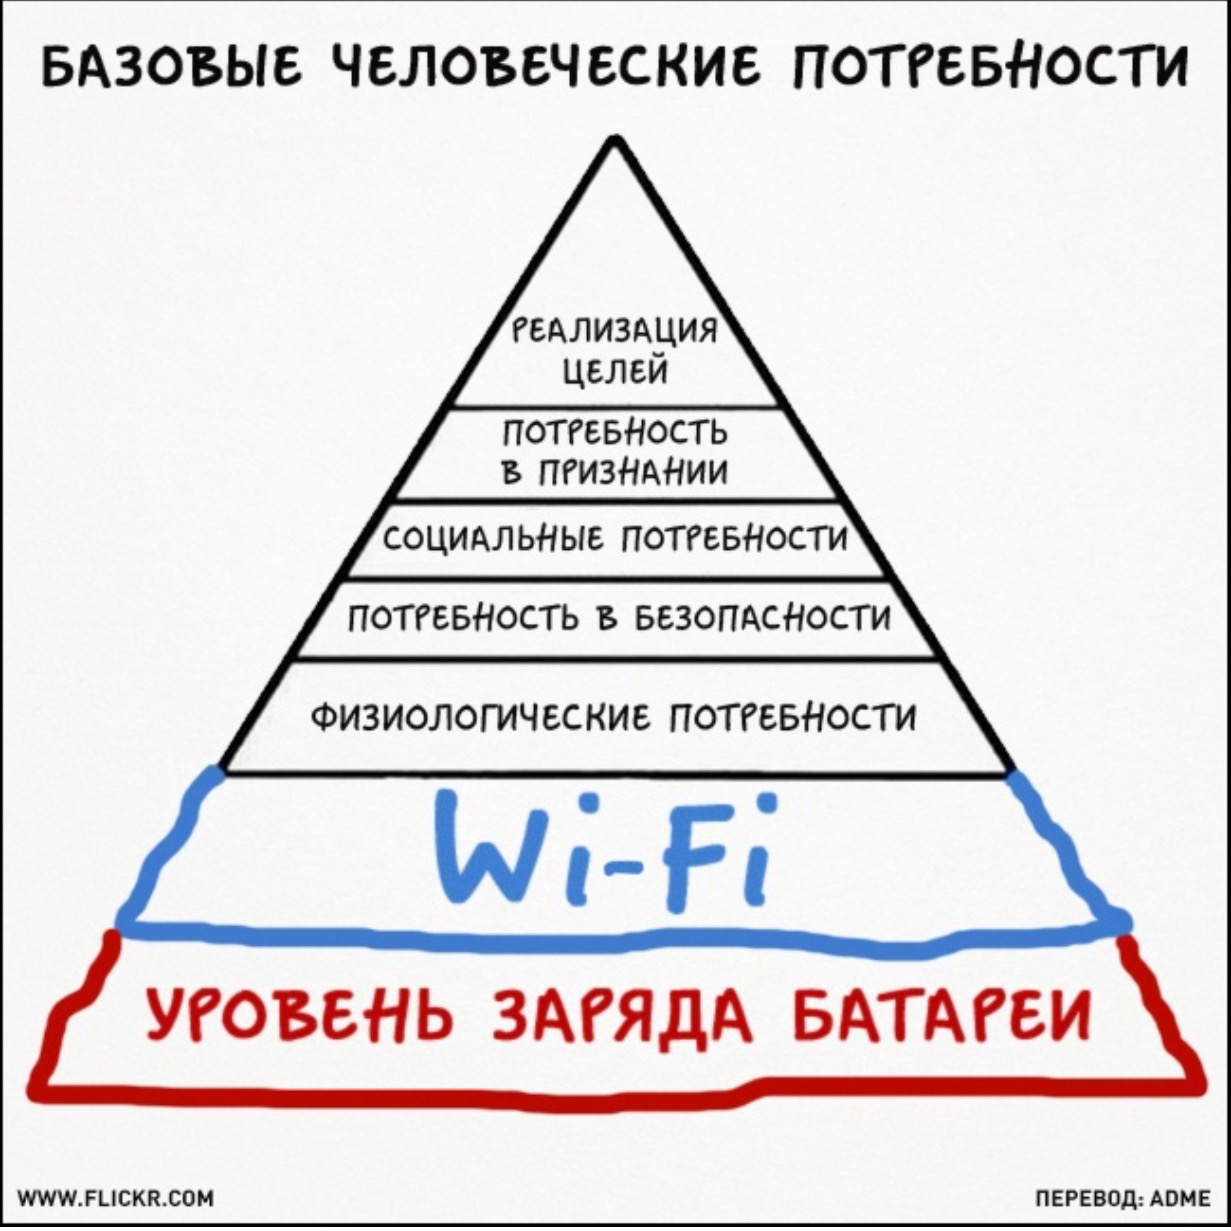 БАЗОВЫЕ ЧЕЛОВЕЧЕСКИЕ ПОТРЕБНОСТИ
РЕАЛИЗАЦИЯ
ЦЕЛЕЙ
ПОТРЕБНОСТЬ
В ПРИЗНАНИИ
СОЦИАЛЬНЫЕ ПОТРЕБНОСТИ
ПОТРЕБНОСТЬ В БЕЗОПАСНОСТИ
ФИЗИОЛОГИЧЕСКИЕ ПОТРЕБНОСТИ
Wi-Fi
УРОВЕНЬ ЗАРЯДА БАТАРЕИ
WWW.FLICKR.COM
ПЕРЕВОД: ADME